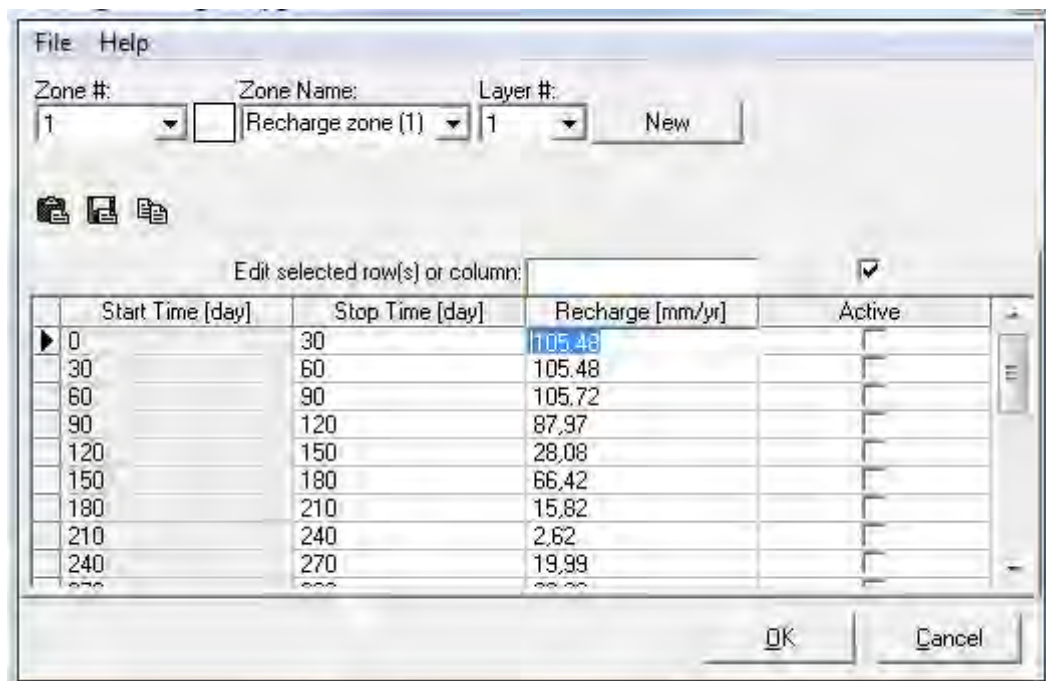 File Help
Zone #: Zone Name: Layer #:
1 Recharge zone (1) 1 New
Edit selected row(s) or column:
Start Time [day] Stop Time [day] Recharge [mm/yr] Active
0 30 105.48
30 60 105.48
60 90 105,72
90 120 87,97
120 150 28,08
150 180 66,42
180 210 15,82
210 240 2,62
240 270 19,99
OK Cancel